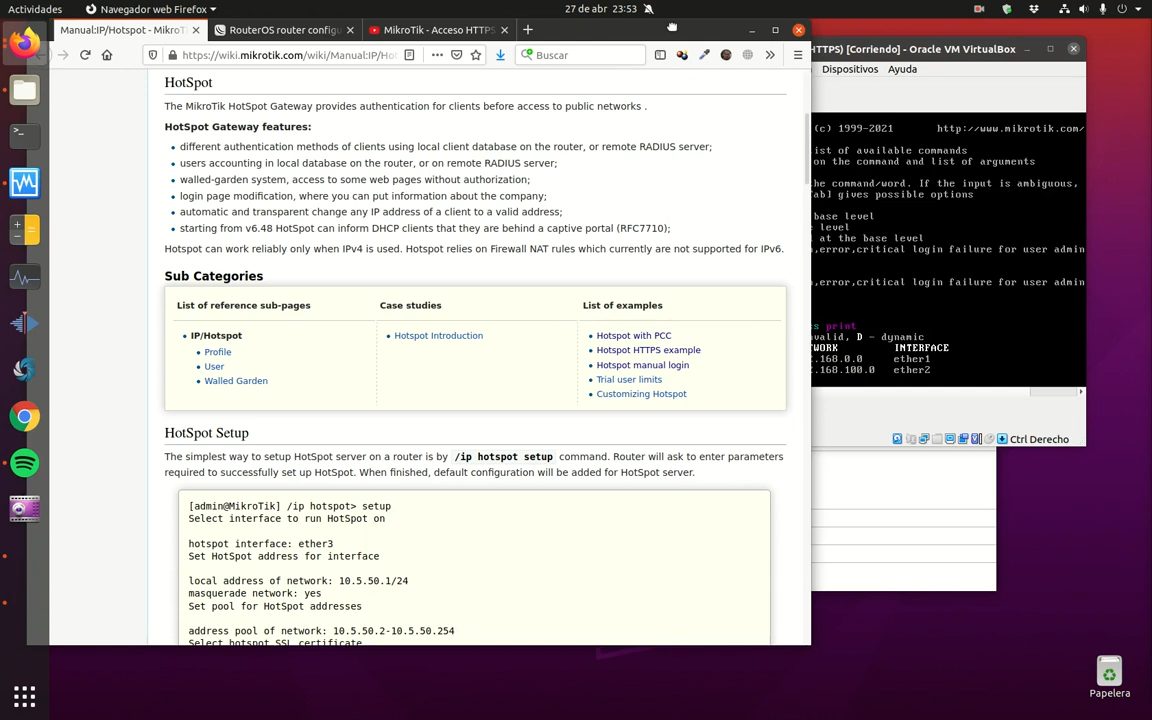 Actividades
Navegador web Firefox
27 de abr 23:53
Manual:IP/Hotspot - MikroT
RouterOS router configu
MikroTik - Acceso HTTPS
HTTPS) [Corriendo] - Oracle VM VirtualBox
https://wiki.mikrotik.com/wiki/Manual:IP/Ho
Buscar
Dispositivos
Ayuda
HotSpot
The MikroTik HotSpot Gateway provides authentication for clients before access to public networks .
HotSpot Gateway features:
different authentication methods of clients using local client database on the router, or remote RADIUS server;
users accounting in local database on the router, or on remote RADIUS server;
walled-garden system, access to some web pages without authorization;
login page modification, where you can put information about the company;
automatic and transparent change any IP address of a client to a valid address;
starting from v6.48 HotSpot can inform DHCP clients that they are behind a captive portal (RFC7710);
Hotspot can work reliably only when IPv4 is used. Hotspot relies on Firewall NAT rules which currently are not supported for IPv6.
Sub Categories
List of reference sub-pages
Case studies
List of examples
IP/Hotspot
Profile
User
Walled Garden
Hotspot Introduction
Hotspot with PCC
Hotspot HTTPS example
Hotspot manual login
Trial user limits
Customizing Hotspot
HotSpot Setup
The simplest way to setup HotSpot server on a router is by /ip hotspot setup command. Router will ask to enter parameters
required to successfully set up HotSpot. When finished, default configuration will be added for HotSpot server.
[admin@MikroTik] /ip hotspot> setup
Select interface to run HotSpot on
hotspot interface: ether3
Set HotSpot address for interface
local address of network: 10.5.50.1/24
masquerade network: yes
Set pool for HotSpot addresses
address pool of network: 10.5.50.2-10.5.50.254
Select hotspot SSL certificate
(c) 1999-2021 http://www.mikrotik.com/
ist of available commands
on the command and list of arguments
he command/word. If the input is ambiguous,
ab] gives possible options
base level
level
at the base level
,error,critical login failure for user admin
,error,critical login failure for user admin
s print
valid, D - dynamic
WORK INTERFACE
.168.0.0 ether1
.168.100.0 ether2
Ctrl Derecho
Papelera